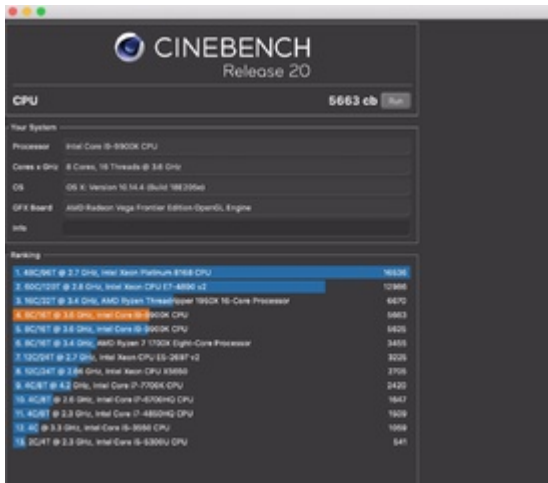 CINEBENCH
Release 20
CPU 5663 cb Run
Your System
Processor Intel Core i9-9900K CPU
Cores x GHz 8 Cores, 16 Threads @ 3.6 GHz
OS OS X: Version 10.14.4 (Build 18E226)
GFX Board AMD Radeon Vega Frontier Edition OpenGL Engine
Info
Ranking
1. 48C/96T @ 2.7 GHz, Intel Xeon Platinum 8168 CPU 16536
2. 60C/120T @ 2.8 GHz, Intel Xeon CPU E7-4890 v2 12986
3. 16C/32T @ 3.4 GHz, AMD Ryzen Threadripper 1950X 16-Core Processor 6670
4. 8C/16T @ 3.6 GHz, Intel Core i9-9900K CPU 5663
5. 8C/16T @ 3.6 GHz, Intel Core i9-9900K CPU 5625
6. 8C/16T @ 3.4 GHz, AMD Ryzen 7 1700X Eight-Core Processor 3455
7. 12C/24T @ 2.7 GHz, Intel Xeon CPU E5-2697 v2 3225
8. 12C/24T @ 2.66 GHz, Intel Xeon CPU X5650 2705
9. 4C/8T @ 4.2 GHz, Intel Core i7-7700K CPU 2420
10. 4C/8T @ 2.6 GHz, Intel Core i7-6700HQ CPU 1647
11. 4C/8T @ 2.3 GHz, Intel Core i7-4850HQ CPU 1509
12. 4C @ 3.3 GHz, Intel Core i5-3550 CPU 1059
13. 2C/4T @ 2.3 GHz, Intel Core i5-5300U CPU 541